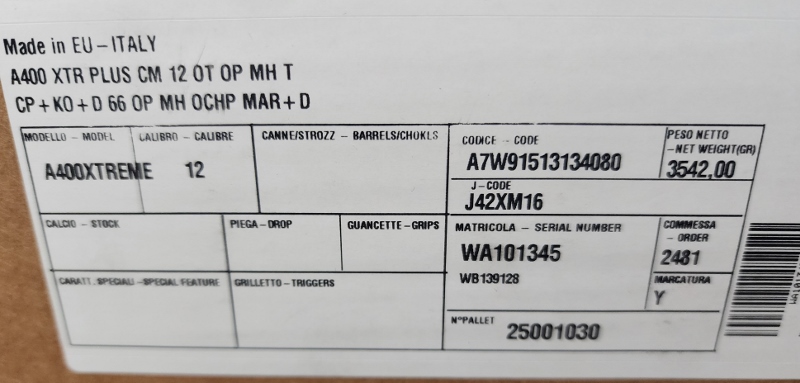 Made in EU-ITALY
A400 XTR PLUS CM 12 OT OP MH T
CP+KO+D 66 OP MH OCHP MAR+D
MODELLO - MODEL
CALIBRO - CALIBRE
CANNE/STROZZ - BARRELS/CHOKES
CODICE - CODE
PESO NETTO
-NET WEIGHT(GR)
A400XTREME
12
A7W91513134080
3542,00
J-CODE
J42XM16
CALCIO - STOCK
PIEGA-DROP
GUANCETTE-GRIPS
MATRICOLA - SERIAL NUMBER
COMMESSA
- ORDER
WA101345
2481
WB139128
CARATT. SPECIALI -SPECIAL FEATURE
GRILLETTO-TRIGGERS
MARCATURA
Y
N°PALLET
25001030